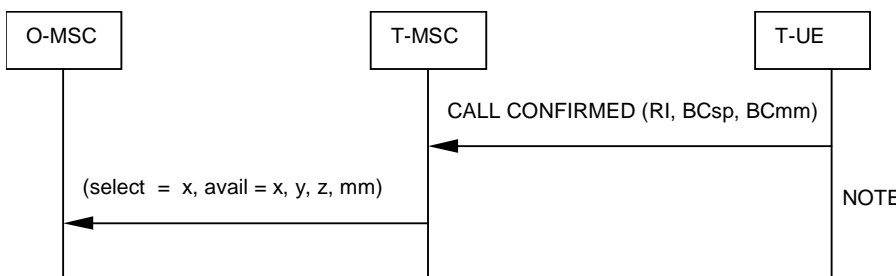 O-MSC
T-MSC
T-UE
CALL CONFIRMED (RI, BCsp, BCmm)
(select = x, avail = x, y, z, mm)
NOTE